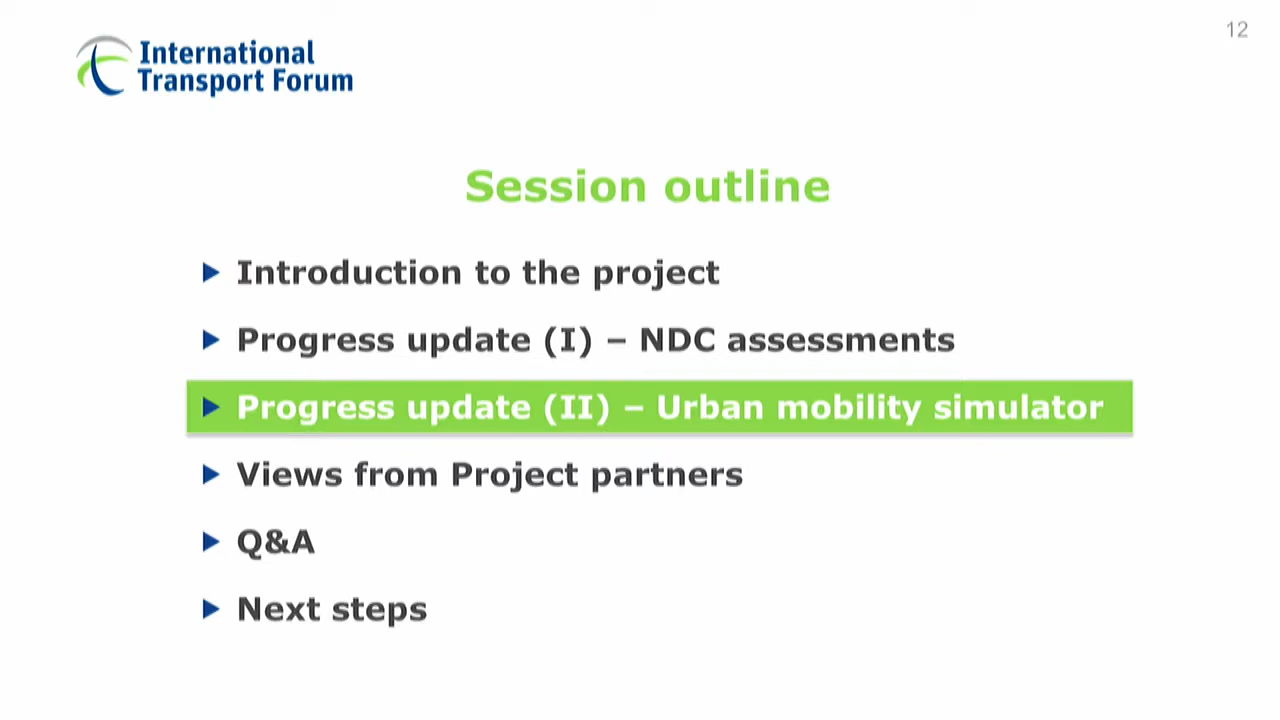 12
International
Transport Forum
Session outline
Introduction to the project
Progress update (I) – NDC assessments
Progress update (II) – Urban mobility simulator
Views from Project partners
Q&A
Next steps